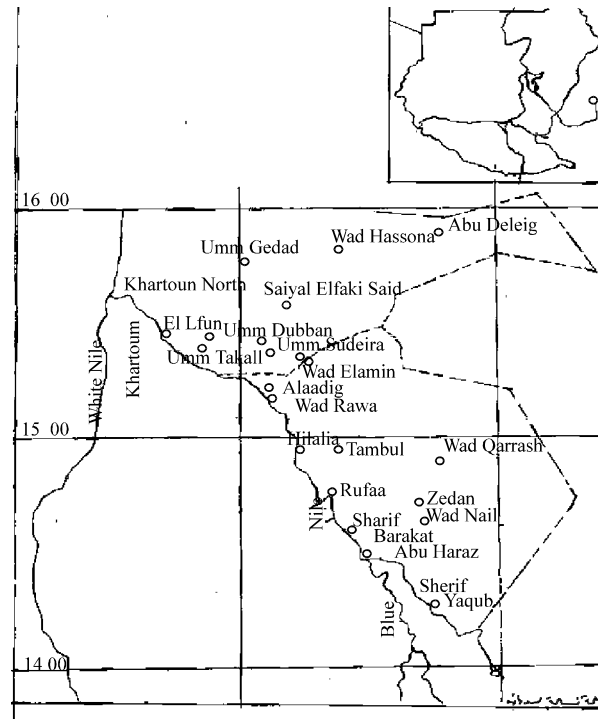 16 00
Abu Deleig
Wad Hassona
Umm Gedad
Khartoun North
Saiyal Elfaki Said
El Lfun
Umm Dubban
Umm Sudeira
Umm Takall
Wad Elamin
White Nile
Khartoum
Alaadig
Wad Rawa
15 00
Hilalia
Tambul
Wad Qarrash
Rufaa
Zedan
Nile
Wad Nail
Sharif
Barakat
Abu Haraz
Sherif
Yaqub
Blue
14 00